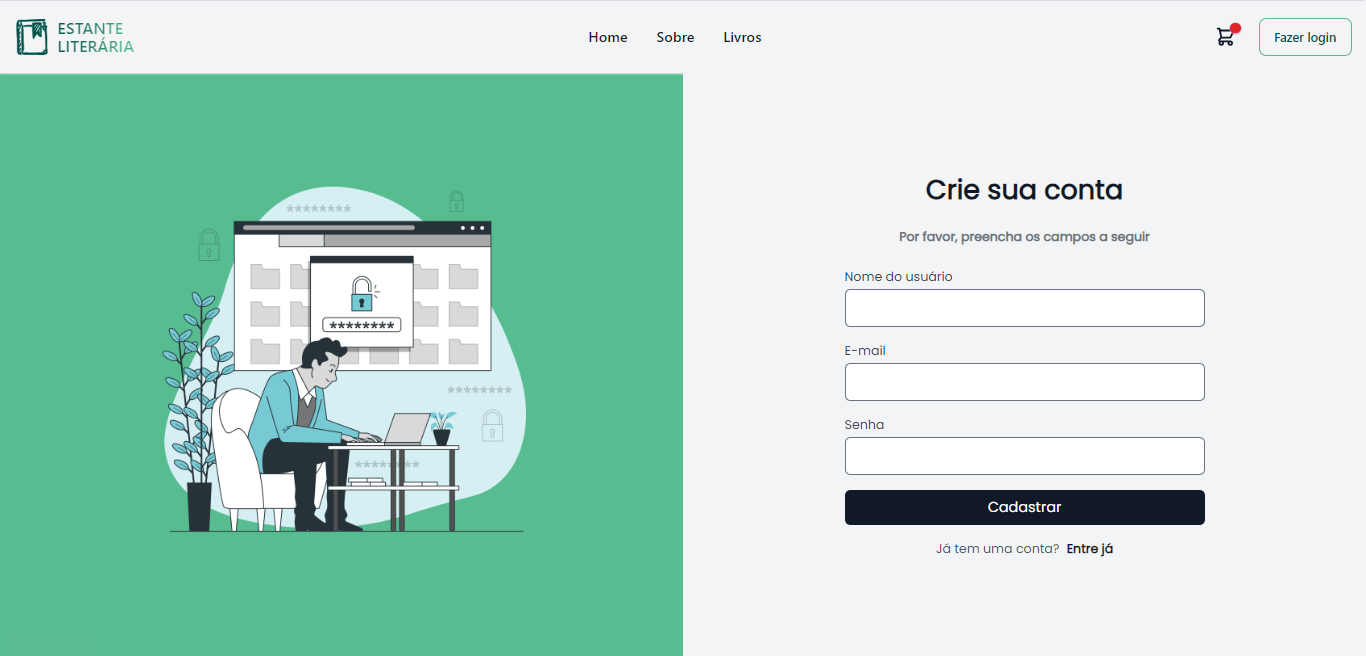 ESTANTE
LITERÁRIA
Home Sobre Livros
Fazer login
********
********
********
********
Crie sua conta
Por favor, preencha os campos a seguir
Nome do usuário
E-mail
Senha
Cadastrar
Já tem uma conta? Entre já